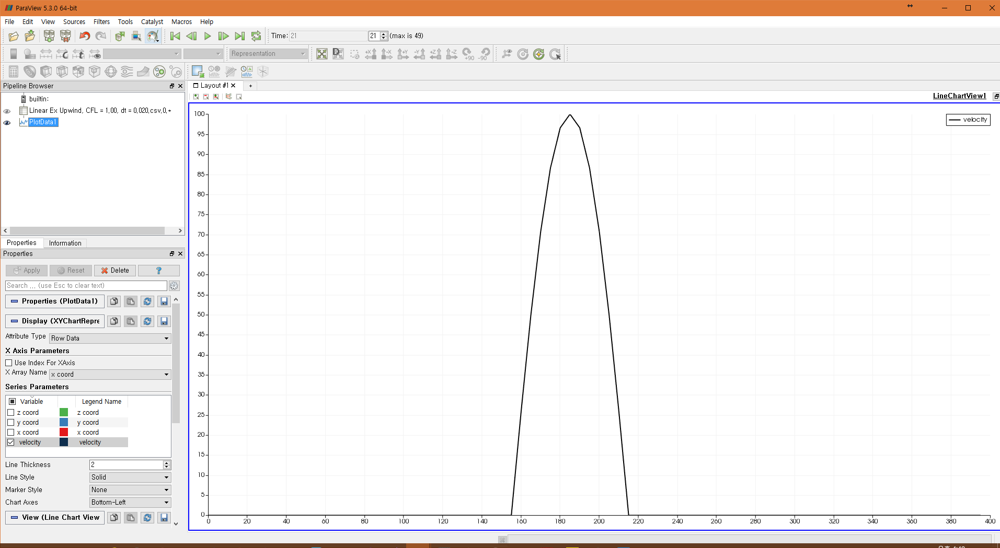 ParaView 5.3.0 64-bit
File Edit View Sources Filters Tools Catalyst Macros Help
Time: 21 21 (max is 49)
Representation
+X -X +Y -Y +Z -Z +90 -90
Pipeline Browser
builtin:
Linear Ex Upwind, CFL = 1.00, dt = 0.020.csv.0.*
PlotData1
Properties Information
Properties
Apply Reset Delete ?
Search ... (use Esc to clear text)
Properties (PlotData1)
Display (XYChartRepre
Attribute Type Row Data
X Axis Parameters
Use Index For XAxis
X Array Name x coord
Series Parameters
Variable Legend Name
z coord z coord
y coord y coord
x coord x coord
velocity velocity
Line Thickness 2
Line Style Solid
Marker Style None
Chart Axes Bottom-Left
View (Line Chart View
Layout #1 +
LineChartView1
velocity
100
95
90
85
80
75
70
65
60
55
50
45
40
35
30
25
20
15
10
5
0
0 20 40 60 80 100 120 140 160 180 200 220 240 260 280 300 320 340 360 380 400